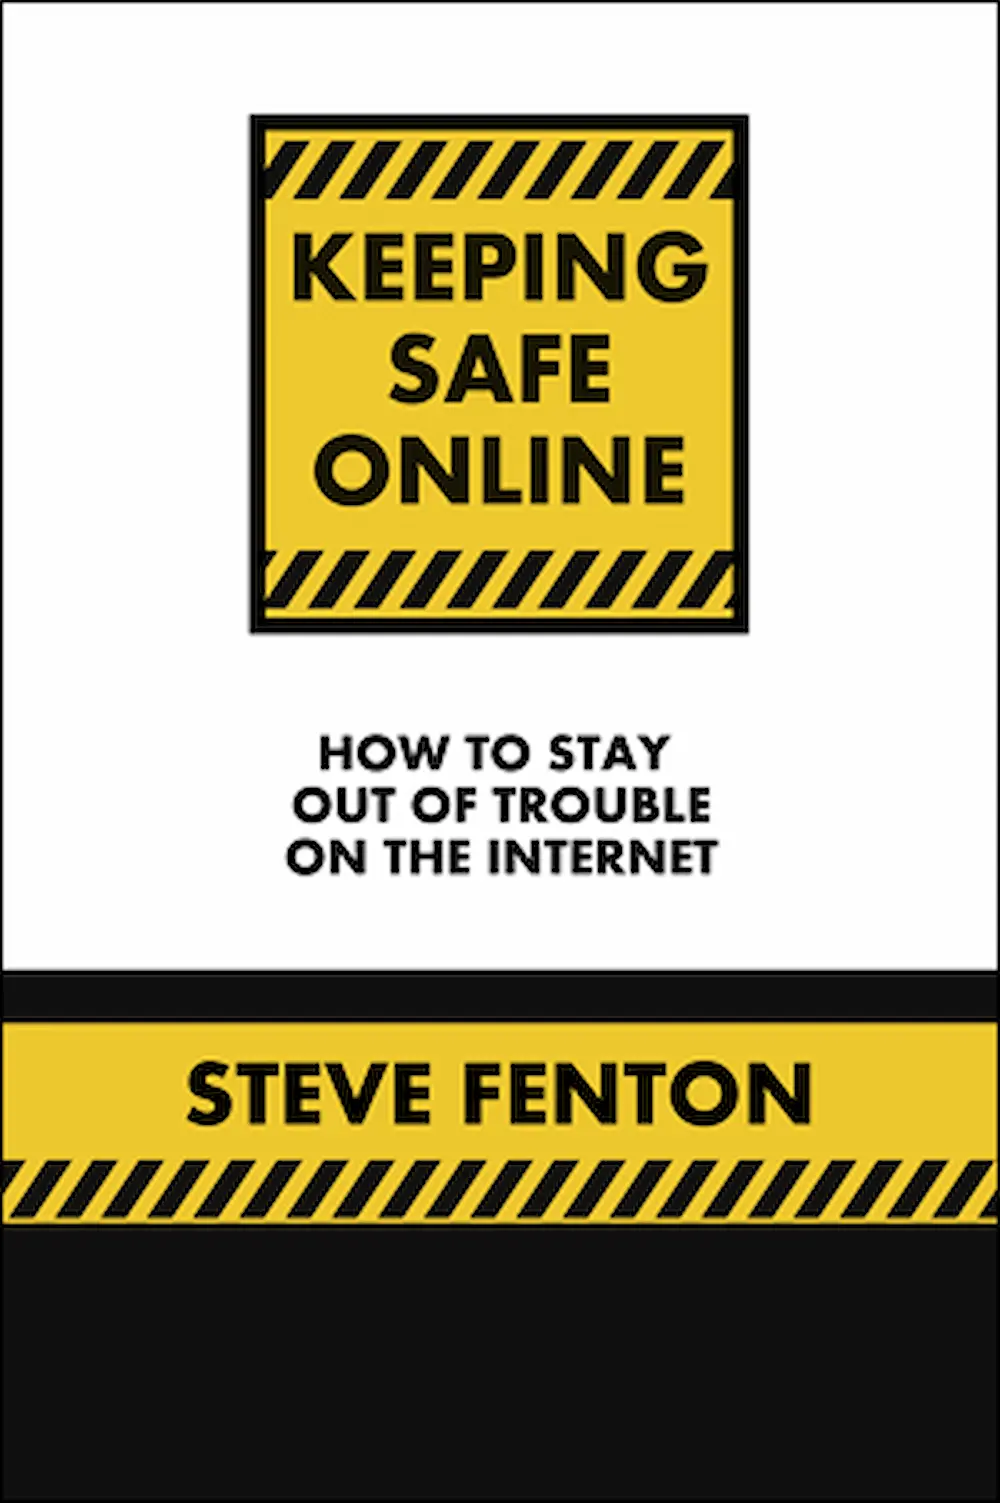 KEEPING
SAFE
ONLINE
HOW TO STAY
OUT OF TROUBLE
ON THE INTERNET
STEVE FENTON